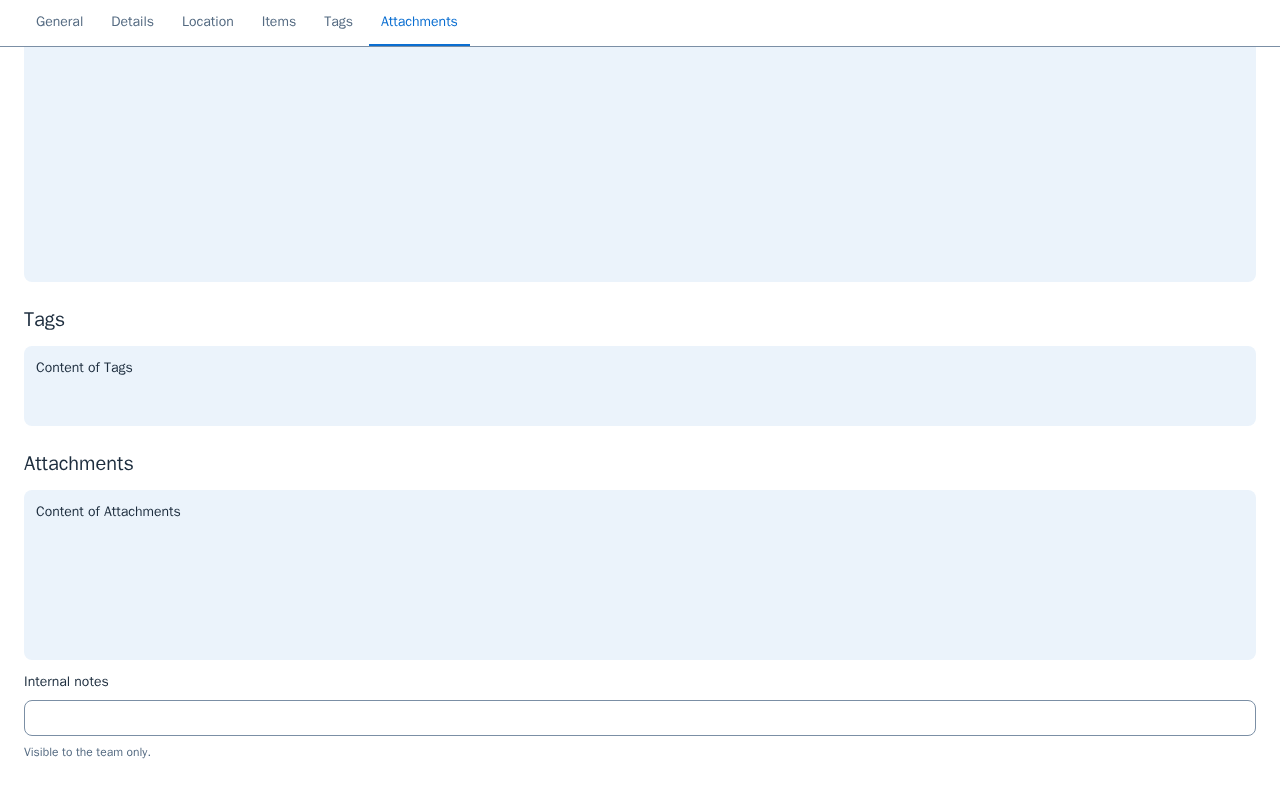 General Details Location Items Tags Attachments
Tags
Content of Tags
Attachments
Content of Attachments
Internal notes
Visible to the team only.